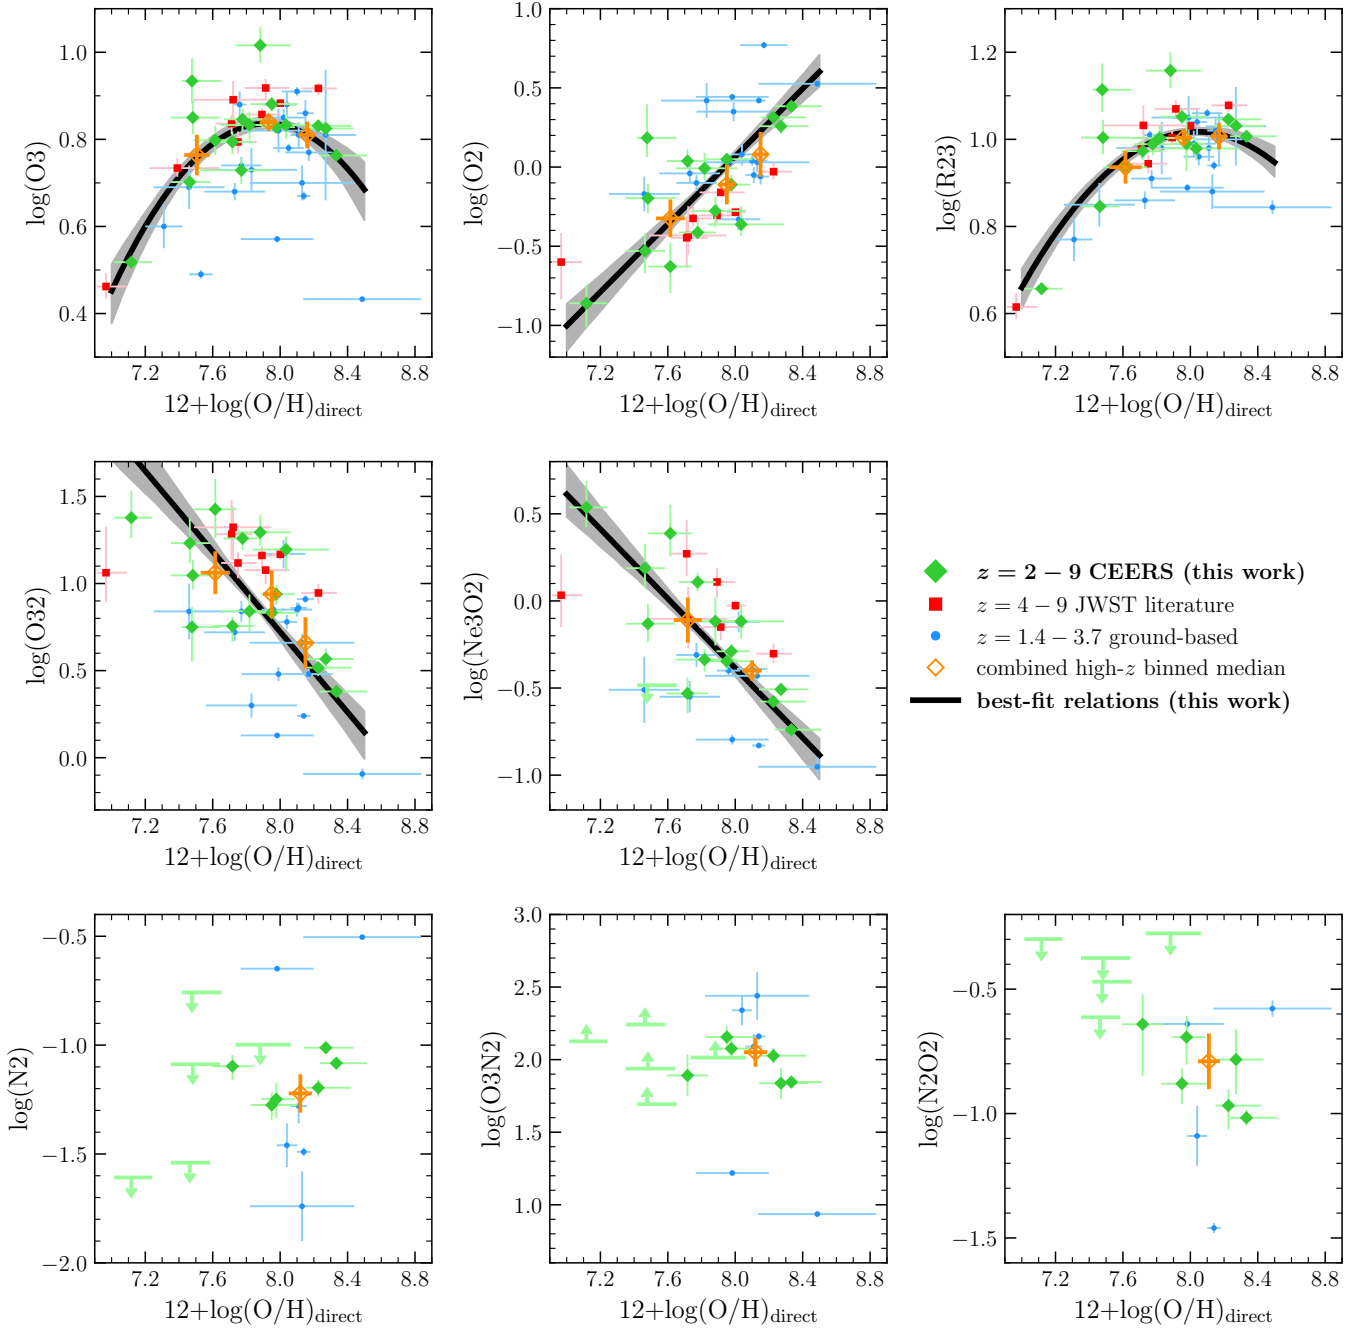 1.0
0.8
0.6
0.4
log(O3)
7.2 7.6 8.0 8.4 8.8
12+log(O/H)direct
1.0
0.5
0.0
−0.5
−1.0
log(O2)
7.2 7.6 8.0 8.4 8.8
12+log(O/H)direct
1.2
1.0
0.8
0.6
log(R23)
7.2 7.6 8.0 8.4 8.8
12+log(O/H)direct
1.5
1.0
0.5
0.0
log(O32)
7.2 7.6 8.0 8.4 8.8
12+log(O/H)direct
0.5
0.0
−0.5
−1.0
log(Ne3O2)
7.2 7.6 8.0 8.4 8.8
12+log(O/H)direct
z = 2 − 9 CEERS (this work)
z = 4 − 9 JWST literature
z = 1.4 − 3.7 ground-based
combined high-z binned median
best-fit relations (this work)
−0.5
−1.0
−1.5
−2.0
log(N2)
7.2 7.6 8.0 8.4 8.8
12+log(O/H)direct
3.0
2.5
2.0
1.5
1.0
log(O3N2)
7.2 7.6 8.0 8.4 8.8
12+log(O/H)direct
−0.5
−1.0
−1.5
log(N2O2)
7.2 7.6 8.0 8.4 8.8
12+log(O/H)direct